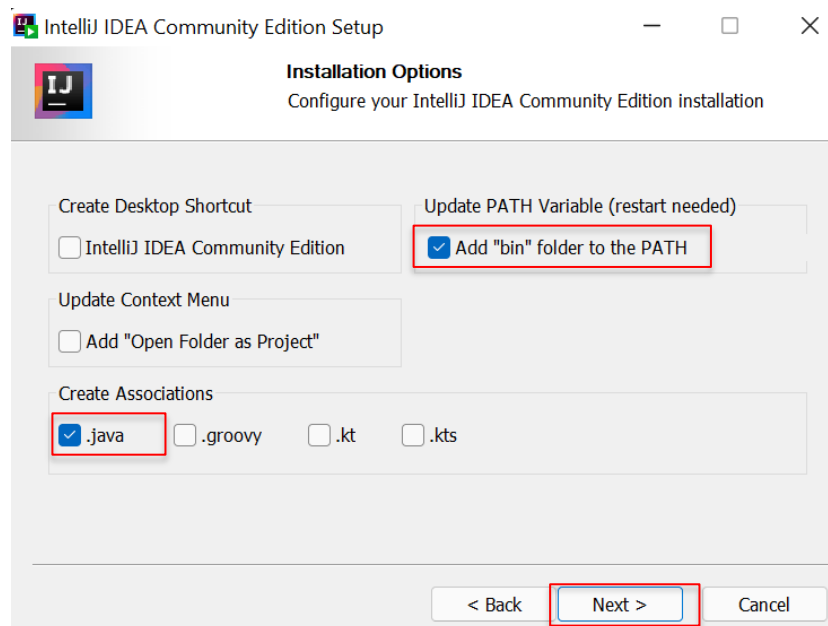 IntelliJ IDEA Community Edition Setup
IJ
Installation Options
Configure your IntelliJ IDEA Community Edition installation
Create Desktop Shortcut
IntelliJ IDEA Community Edition
Update PATH Variable (restart needed)
Add "bin" folder to the PATH
Update Context Menu
Add "Open Folder as Project"
Create Associations
.java .groovy .kt .kts
< Back Next > Cancel